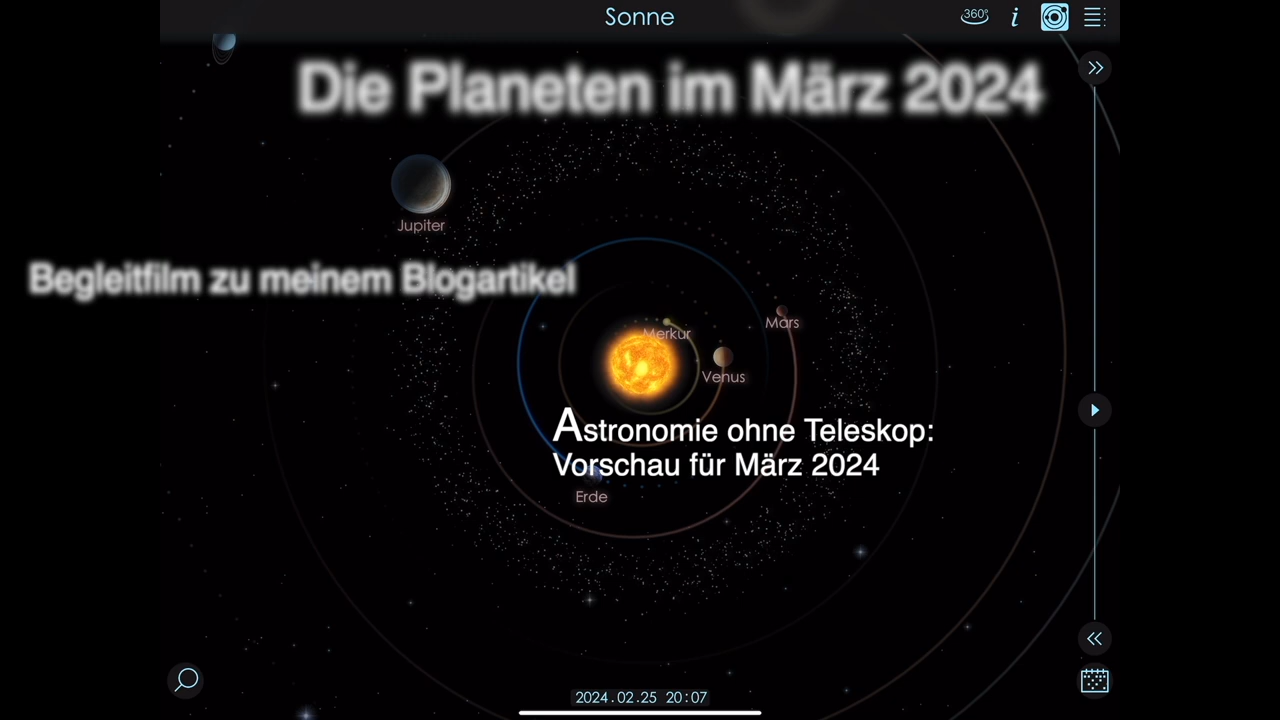 Sonne
360°
i
Die Planeten im März 2024
Jupiter
Begleitfilm zu meinem Blogartikel
Mars
Merkur
Venus
Astronomie ohne Teleskop:
Vorschau für März 2024
Erde
2024.02.25 20:07